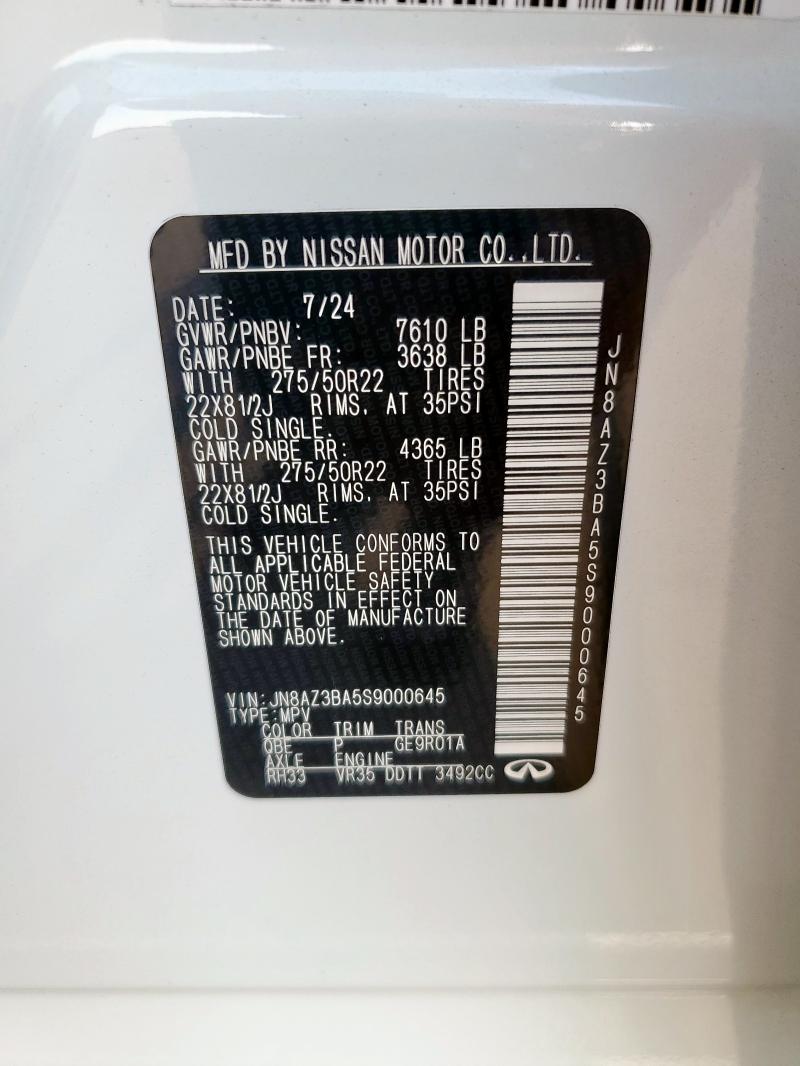 MFD BY NISSAN MOTOR CO.,LTD.
DATE: 7/24
GVWR/PNBV: 7610 LB
GAWR/PNBE FR: 3638 LB
WITH 275/50R22 TIRES
22X81/2J RIMS, AT 35PSI
COLD SINGLE.
GAWR/PNBE RR: 4365 LB
WITH 275/50R22 TIRES
22X81/2J RIMS, AT 35PSI
COLD SINGLE.
THIS VEHICLE CONFORMS TO
ALL APPLICABLE FEDERAL
MOTOR VEHICLE SAFETY
STANDARDS IN EFFECT ON
THE DATE OF MANUFACTURE
SHOWN ABOVE.
VIN:JN8AZ3BA5S9000645
TYPE:MPV
COLOR TRIM TRANS
QBE P GE9R01A
AXLE ENGINE
RH33 VR35 DDTT 3492CC
JN8AZ3BA5S9000645